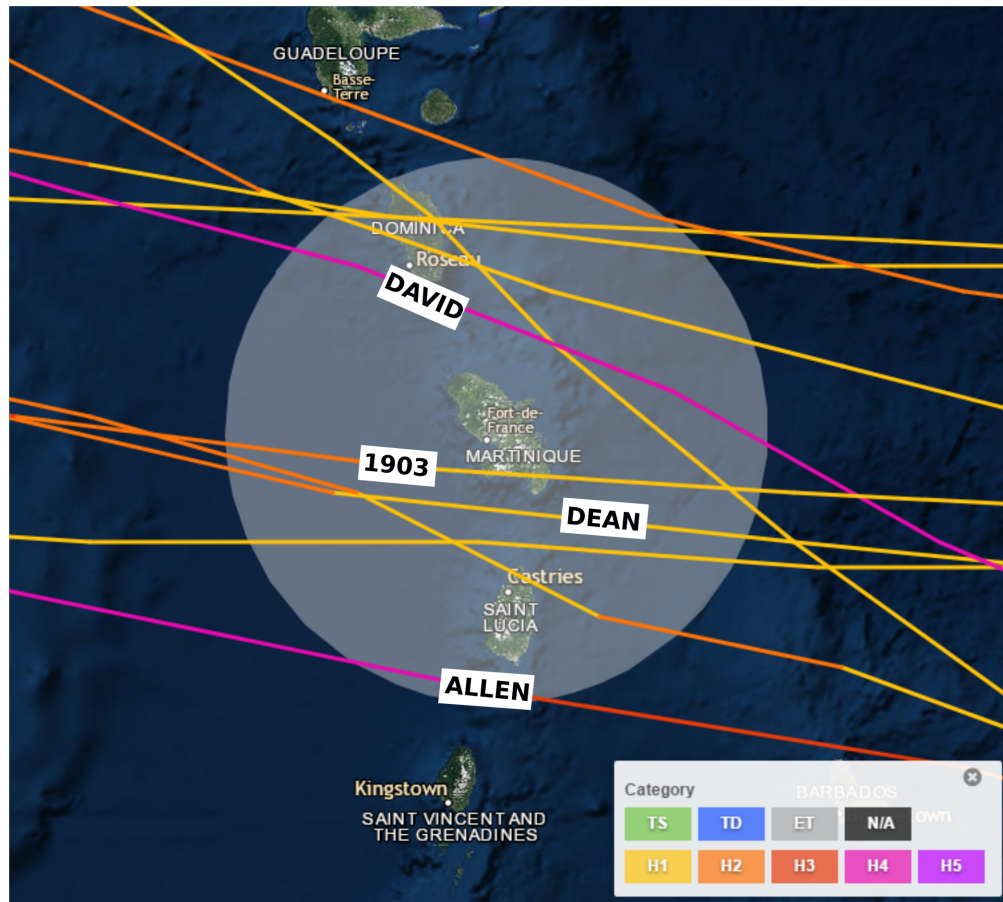 GUADELOUPE
Basse-
Terre
DOMINICA
Roseau
DAVID
Fort-de-
France
MARTINIQUE
1903
DEAN
Castries
SAINT
LUCIA
ALLEN
Kingstown
SAINT VINCENT AND
THE GRENADINES
Category
BARBADOS
TS TD ET N/A
own
H1 H2 H3 H4 H5